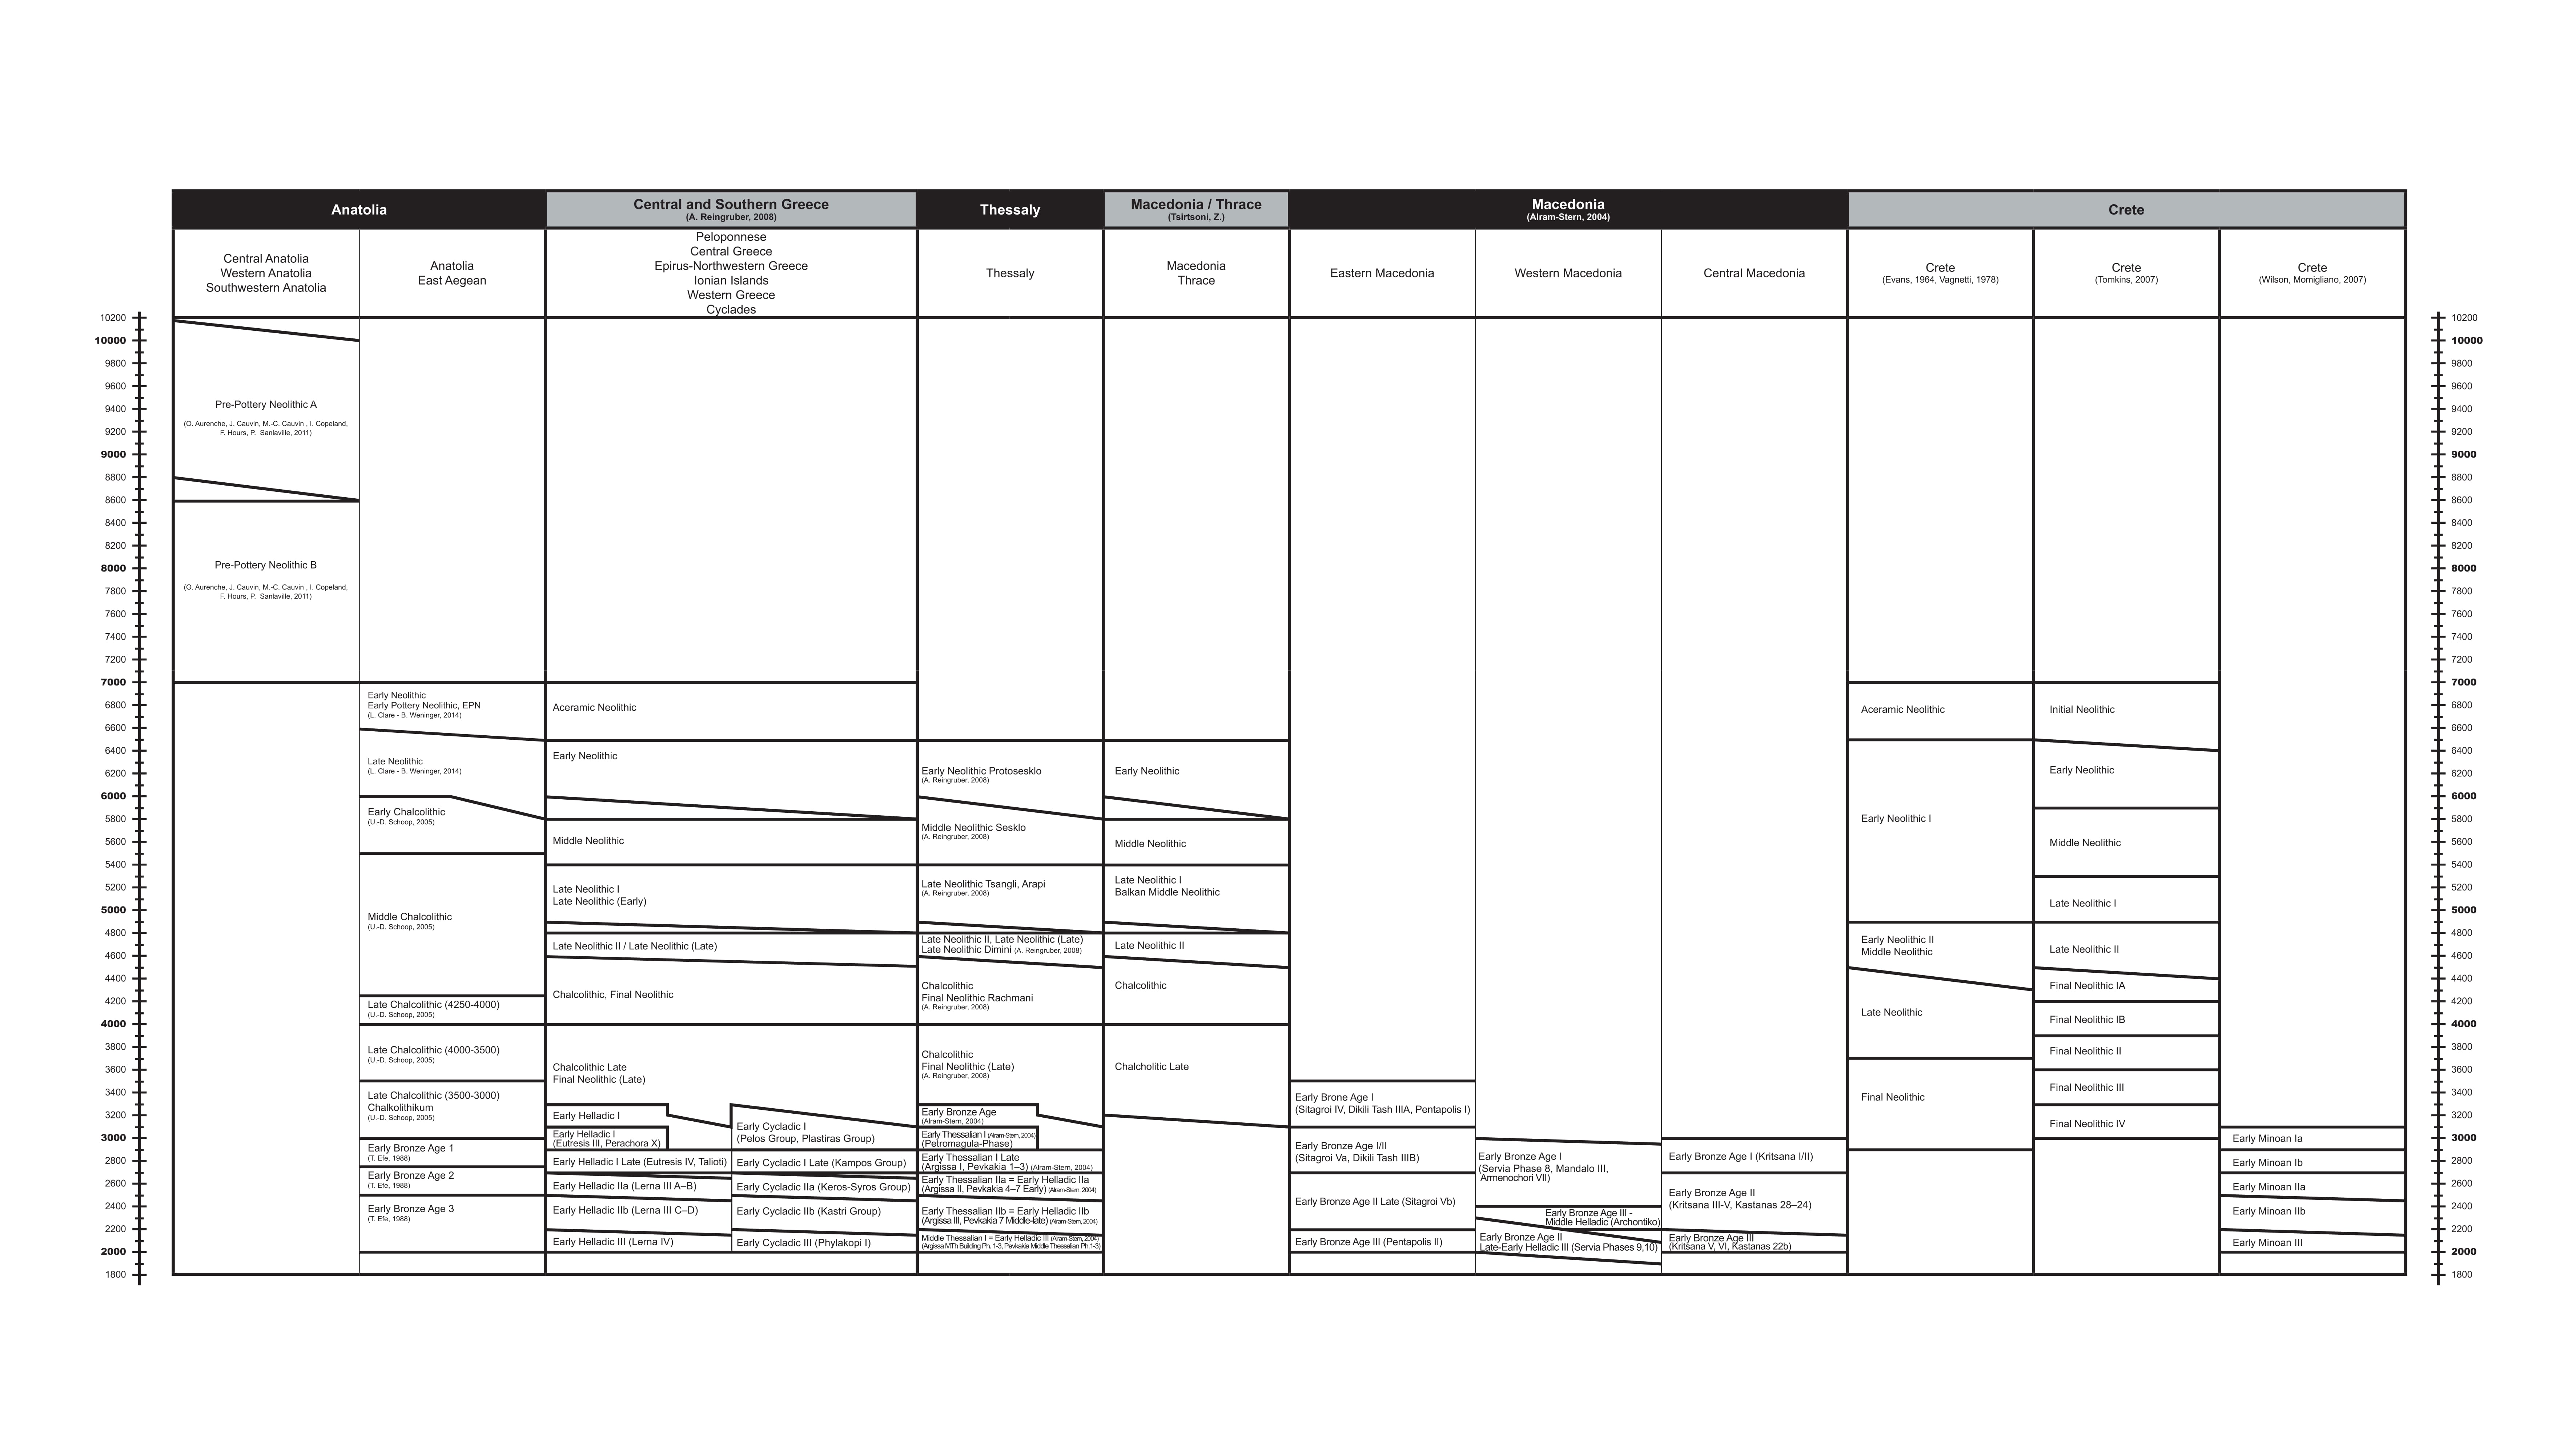 Anatolia
Central and Southern Greece
(A. Reingruber, 2008)
Thessaly
Macedonia / Thrace
(Tsirtsoni, Z.)
Macedonia
(Alram-Stern, 2004)
Crete
Central Anatolia
Western Anatolia
Southwestern Anatolia
Anatolia
East Aegean
Peloponnese
Central Greece
Epirus-Northwestern Greece
Ionian Islands
Western Greece
Cyclades
Thessaly
Macedonia
Thrace
Eastern Macedonia
Western Macedonia
Central Macedonia
Crete
(Evans, 1964, Vagnetti, 1978)
Crete
(Tomkins, 2007)
Crete
(Wilson, Momigliano, 2007)
10200
10000
9800
9600
9400
9200
9000
8800
8600
8400
8200
8000
7800
7600
7400
7200
7000
6800
6600
6400
6200
6000
5800
5600
5400
5200
5000
4800
4600
4400
4200
4000
3800
3600
3400
3200
3000
2800
2600
2400
2200
2000
1800
Pre-Pottery Neolithic A
(O. Aurenche, J. Cauvin, M.-C. Cauvin , I. Copeland,
F. Hours, P. Sanlaville, 2011)
Pre-Pottery Neolithic B
(O. Aurenche, J. Cauvin, M.-C. Cauvin , I. Copeland,
F. Hours, P. Sanlaville, 2011)
Early Neolithic
Early Pottery Neolithic, EPN
(L. Clare - B. Weninger, 2014)
Late Neolithic
(L. Clare - B. Weninger, 2014)
Early Chalcolithic
(U.-D. Schoop, 2005)
Middle Chalcolithic
(U.-D. Schoop, 2005)
Late Chalcolithic (4250-4000)
(U.-D. Schoop, 2005)
Late Chalcolithic (4000-3500)
(U.-D. Schoop, 2005)
Late Chalcolithic (3500-3000)
Chalkolithikum
(U.-D. Schoop, 2005)
Early Bronze Age 1
(T. Efe, 1988)
Early Bronze Age 2
(T. Efe, 1988)
Early Bronze Age 3
(T. Efe, 1988)
Aceramic Neolithic
Early Neolithic
Middle Neolithic
Late Neolithic I
Late Neolithic (Early)
Late Neolithic II / Late Neolithic (Late)
Chalcolithic, Final Neolithic
Chalcolithic Late
Final Neolithic (Late)
Early Helladic I
Early Helladic I
(Eutresis III, Perachora X)
Early Helladic I Late (Eutresis IV, Talioti)
Early Helladic IIa (Lerna III A–B)
Early Helladic IIb (Lerna III C–D)
Early Helladic III (Lerna IV)
Early Cycladic I
(Pelos Group, Plastiras Group)
Early Cycladic I Late (Kampos Group)
Early Cycladic IIa (Keros-Syros Group)
Early Cycladic IIb (Kastri Group)
Early Cycladic III (Phylakopi I)
Early Neolithic Protosesklo
(A. Reingruber, 2008)
Middle Neolithic Sesklo
(A. Reingruber, 2008)
Late Neolithic Tsangli, Arapi
(A. Reingruber, 2008)
Late Neolithic II, Late Neolithic (Late)
Late Neolithic Dimini (A. Reingruber, 2008)
Chalcolithic
Final Neolithic Rachmani
(A. Reingruber, 2008)
Chalcolithic
Final Neolithic (Late)
(A. Reingruber, 2008)
Early Bronze Age
(Alram-Stern, 2004)
Early Thessalian I (Alram-Stern, 2004)
(Petromagula-Phase)
Early Thessalian I Late
(Argissa I, Pevkakia 1–3) (Alram-Stern, 2004)
Early Thessalian IIa = Early Helladic IIa
(Argissa II, Pevkakia 4–7 Early) (Alram-Stern, 2004)
Early Thessalian IIb = Early Helladic IIb
(Argissa III, Pevkakia 7 Middle-late) (Alram-Stern, 2004)
Middle Thessalian I = Early Helladic III (Alram-Stern, 2004)
(Argissa MTh Building Ph. 1-3, Pevkakia Middle Thessalian Ph.1-3)
Early Neolithic
Middle Neolithic
Late Neolithic I
Balkan Middle Neolithic
Late Neolithic II
Chalcolithic
Chalcholitic Late
Early Brone Age I
(Sitagroi IV, Dikili Tash IIIA, Pentapolis I)
Early Bronze Age I/II
(Sitagroi Va, Dikili Tash IIIB)
Early Bronze Age II Late (Sitagroi Vb)
Early Bronze Age III (Pentapolis II)
Early Bronze Age I
(Servia Phase 8, Mandalo III,
Armenochori VII)
Early Bronze Age III -
Middle Helladic (Archontiko)
Early Bronze Age II
Late-Early Helladic III (Servia Phases 9,10)
Early Bronze Age I (Kritsana I/II)
Early Bronze Age II
(Kritsana III-V, Kastanas 28–24)
Early Bronze Age III
(Kritsana V, VI, Kastanas 22b)
Aceramic Neolithic
Early Neolithic I
Early Neolithic II
Middle Neolithic
Late Neolithic
Final Neolithic
Initial Neolithic
Early Neolithic
Middle Neolithic
Late Neolithic I
Late Neolithic II
Final Neolithic IA
Final Neolithic IB
Final Neolithic II
Final Neolithic III
Final Neolithic IV
Early Minoan Ia
Early Minoan Ib
Early Minoan IIa
Early Minoan IIb
Early Minoan III
10200
10000
9800
9600
9400
9200
9000
8800
8600
8400
8200
8000
7800
7600
7400
7200
7000
6800
6600
6400
6200
6000
5800
5600
5400
5200
5000
4800
4600
4400
4200
4000
3800
3600
3400
3200
3000
2800
2600
2400
2200
2000
1800